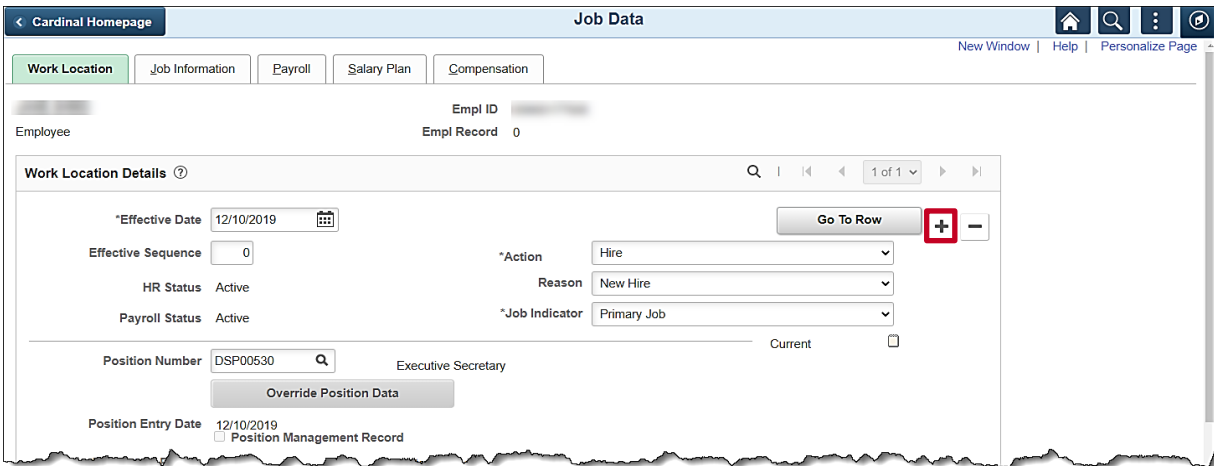 Cardinal Homepage
Job Data
New Window | Help | Personalize Page
Work Location
Job Information
Payroll
Salary Plan
Compensation
Empl ID
Employee
Empl Record 0
Work Location Details ?
1 of 1
*Effective Date 12/10/2019
Go To Row
Effective Sequence 0
*Action Hire
HR Status Active
Reason New Hire
Payroll Status Active
*Job Indicator Primary Job
Current
Position Number DSP00530
Executive Secretary
Override Position Data
Position Entry Date 12/10/2019
Position Management Record